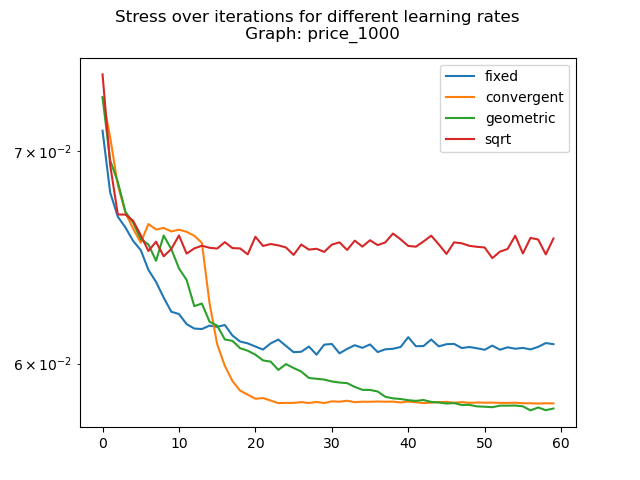 Stress over iterations for different learning rates
Graph: price_1000
fixed
convergent
geometric
sqrt
7 × 10⁻²
6 × 10⁻²
0 10 20 30 40 50 60